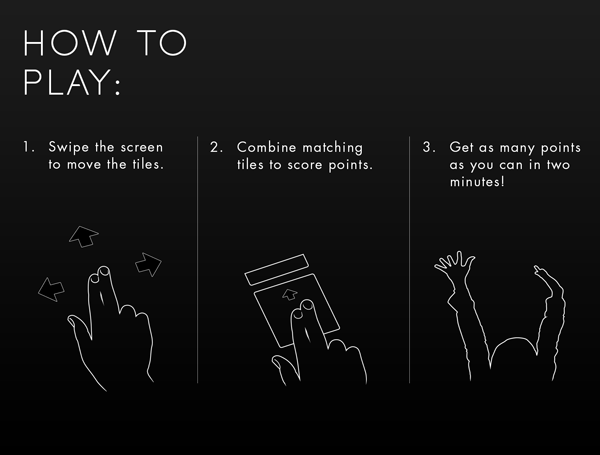 HOW TO
PLAY:
1. Swipe the screen
to move the tiles.
2. Combine matching
tiles to score points.
3. Get as many points
as you can in two
minutes!